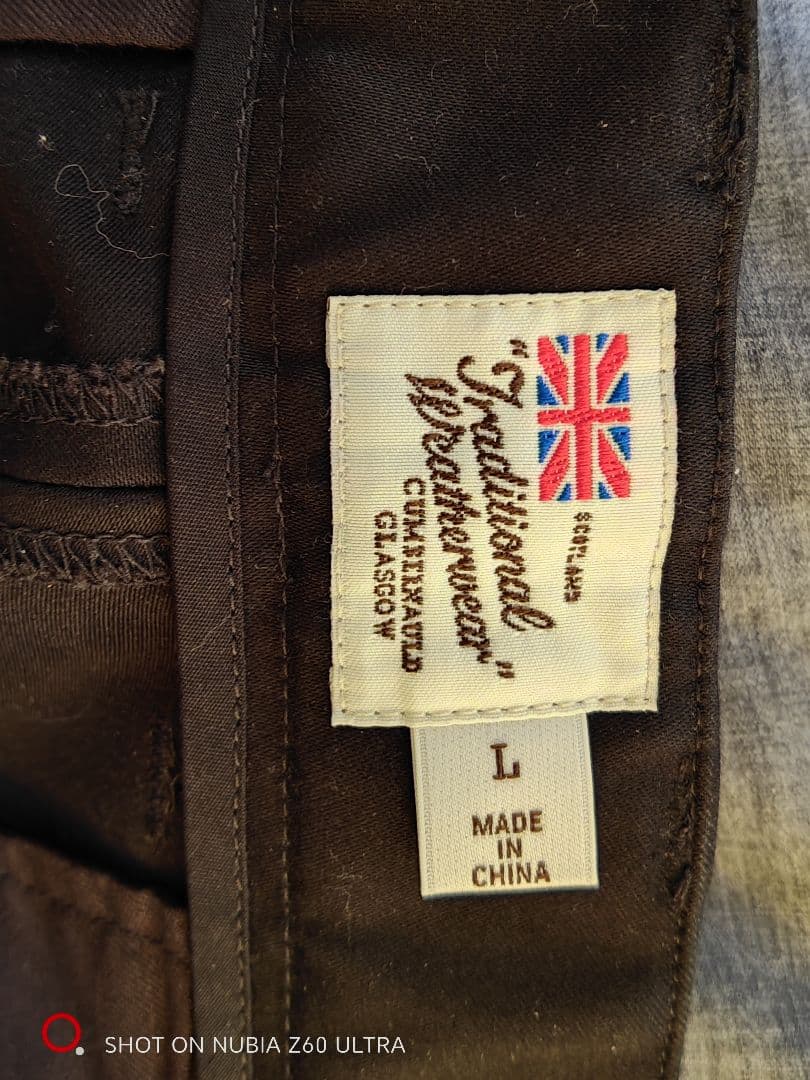 SCOTLAND
"Traditional
Weatherwear"
CUMBERNAULD
GLASGOW
L
MADE
IN
CHINA
SHOT ON NUBIA Z60 ULTRA